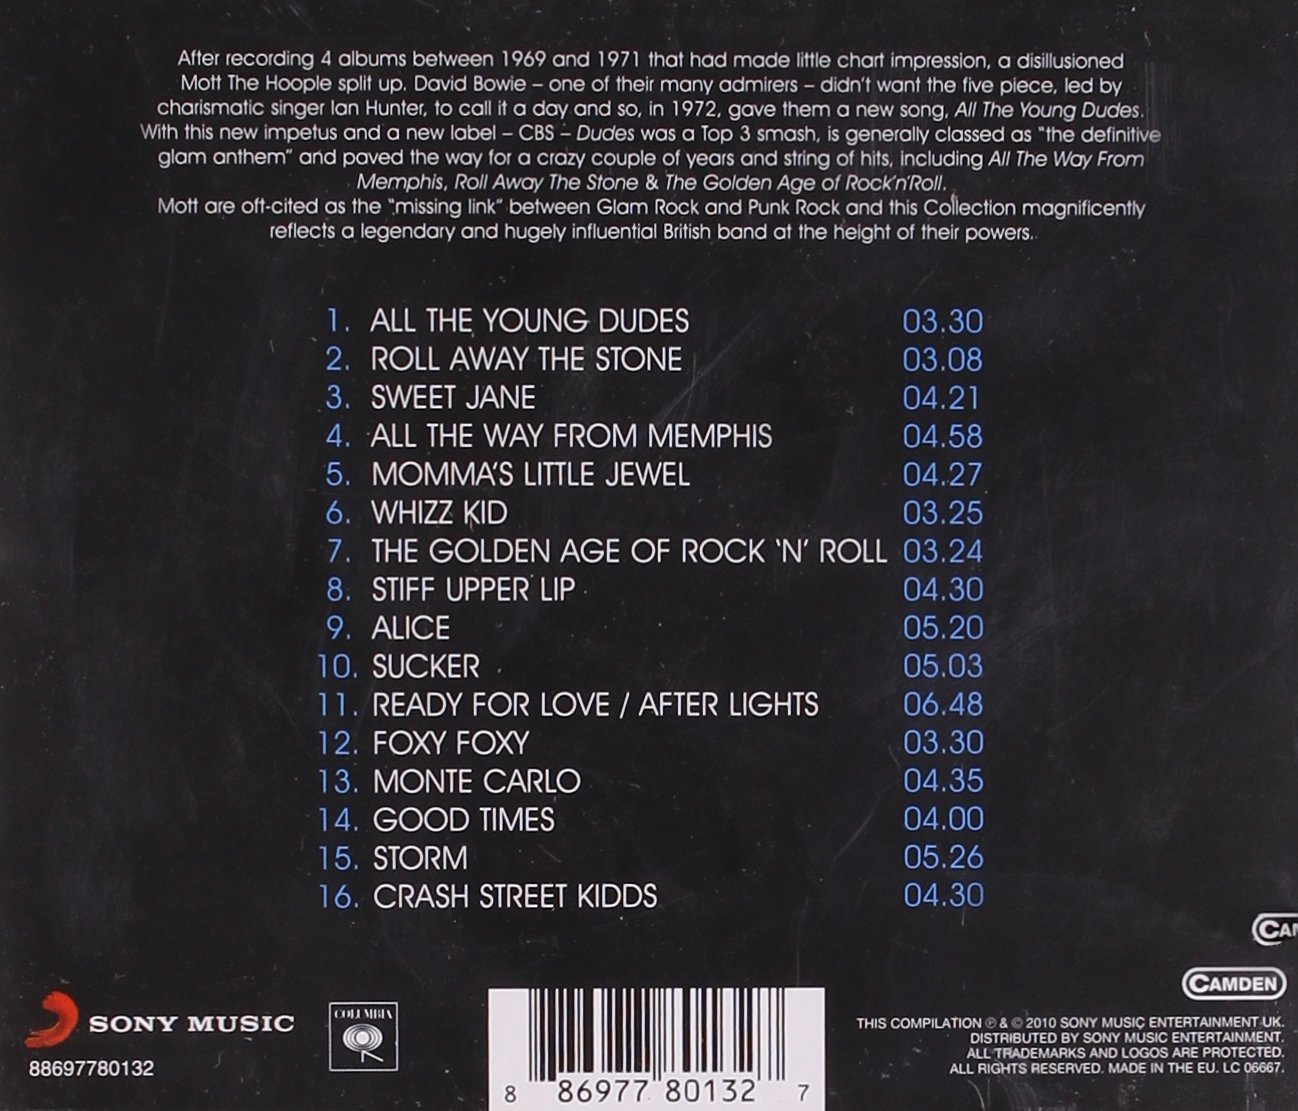 After recording 4 albums between 1969 and 1971 that had made little chart impression, a disillusioned
Mott The Hoople split up. David Bowie – one of their many admirers – didn't want the five piece, led by
charismatic singer Ian Hunter, to call it a day and so, in 1972, gave them a new song, All The Young Dudes.
With this new impetus and a new label – CBS – Dudes was a Top 3 smash, is generally classed as "the definitive
glam anthem" and paved the way for a crazy couple of years and string of hits, including All The Way From
Memphis, Roll Away The Stone & The Golden Age of Rock'n'Roll.
Mott are oft-cited as the "missing link" between Glam Rock and Punk Rock and this Collection magnificently
reflects a legendary and hugely influential British band at the height of their powers.
1. ALL THE YOUNG DUDES 03.30
2. ROLL AWAY THE STONE 03.08
3. SWEET JANE 04.21
4. ALL THE WAY FROM MEMPHIS 04.58
5. MOMMA'S LITTLE JEWEL 04.27
6. WHIZZ KID 03.25
7. THE GOLDEN AGE OF ROCK 'N' ROLL 03.24
8. STIFF UPPER LIP 04.30
9. ALICE 05.20
10. SUCKER 05.03
11. READY FOR LOVE / AFTER LIGHTS 06.48
12. FOXY FOXY 03.30
13. MONTE CARLO 04.35
14. GOOD TIMES 04.00
15. STORM 05.26
16. CRASH STREET KIDDS 04.30
CAM
CAMDEN
SONY MUSIC
88697780132
COLUMBIA
8 86977 80132 7
THIS COMPILATION ℗ & © 2010 SONY MUSIC ENTERTAINMENT UK.
DISTRIBUTED BY SONY MUSIC ENTERTAINMENT.
ALL TRADEMARKS AND LOGOS ARE PROTECTED.
ALL RIGHTS RESERVED. MADE IN THE EU. LC 06667.